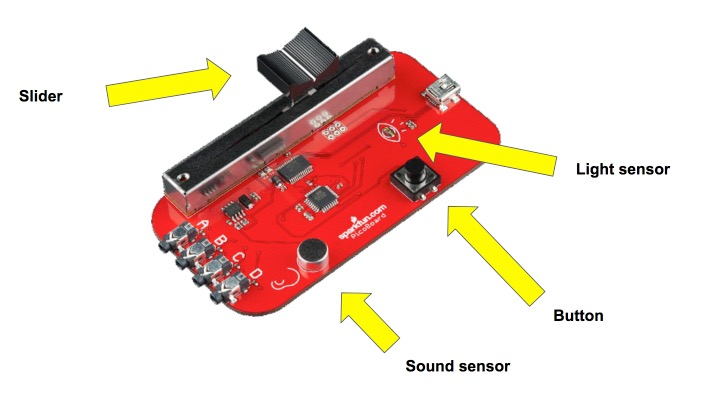 Slider
Light sensor
A
B
C
D
sparkfun.com
PicoBoard
Button
Sound sensor